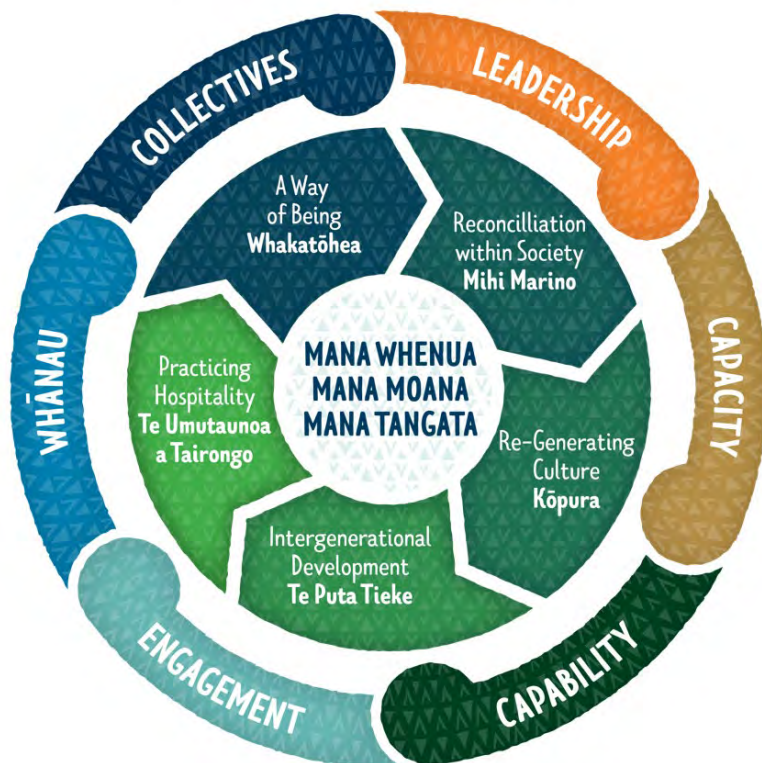 COLLECTIVES
LEADERSHIP
CAPACITY
CAPABILITY
ENGAGEMENT
WHĀNAU
A Way
of Being
Whakatōhea
Reconcilliation
within Society
Mihi Marino
Re-Generating
Culture
Kōpura
Intergenerational
Development
Te Puta Tieke
Practicing
Hospitality
Te Umutaunoa
a Tairongo
MANA WHENUA
MANA MOANA
MANA TANGATA